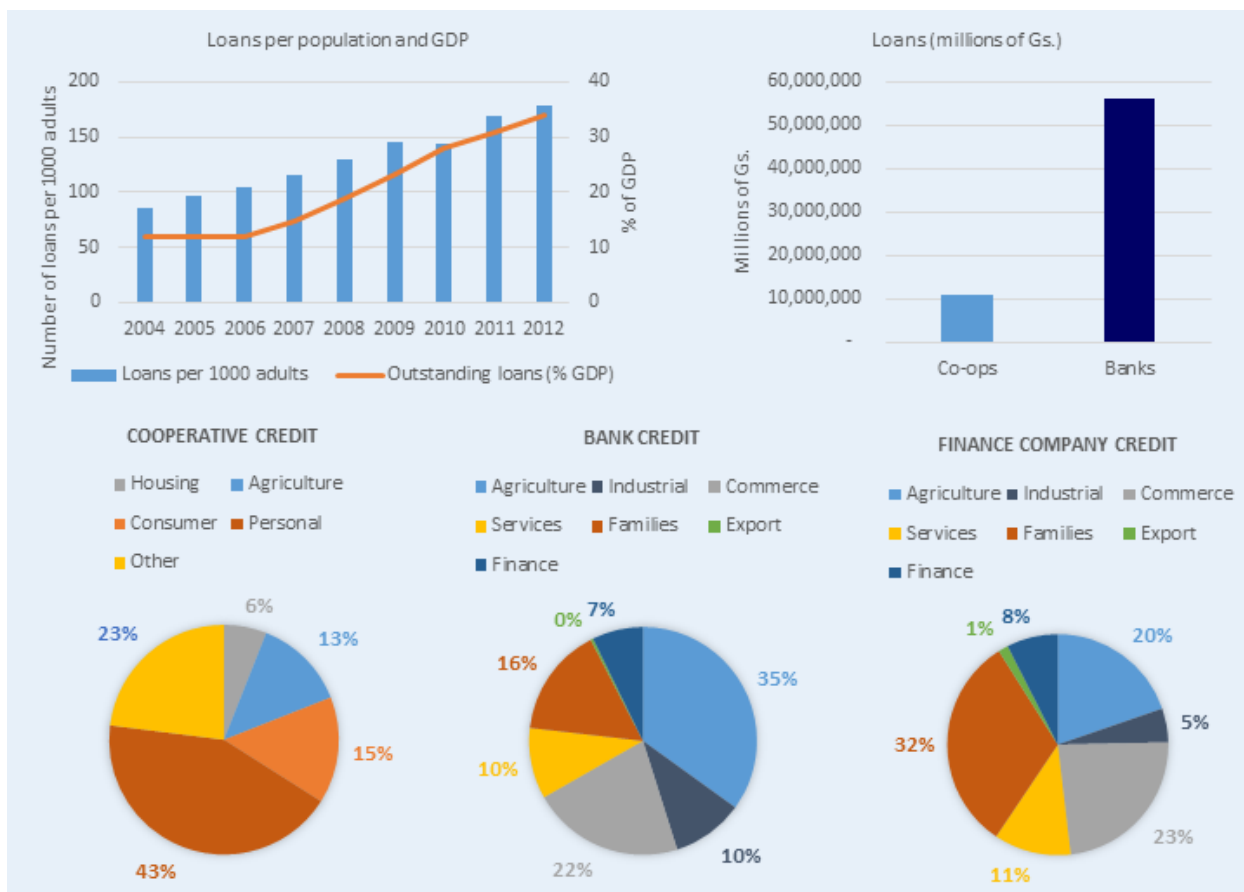 Loans per population and GDP
Number of loans per 1000 adults
200
150
100
50
0
40
30
20
10
0
% of GDP
2004 2005 2006 2007 2008 2009 2010 2011 2012
Loans per 1000 adults Outstanding loans (% GDP)
Loans (millions of Gs.)
Millions of Gs.
60,000,000
50,000,000
40,000,000
30,000,000
20,000,000
10,000,000
-
Co-ops Banks
COOPERATIVE CREDIT
Housing Agriculture
Consumer Personal
Other
6%
23%
13%
15%
43%
BANK CREDIT
Agriculture Industrial Commerce
Services Families Export
Finance
0% 7%
16%
35%
10%
10%
22%
FINANCE COMPANY CREDIT
Agriculture Industrial Commerce
Services Families Export
Finance
8%
1%
20%
5%
32%
23%
11%